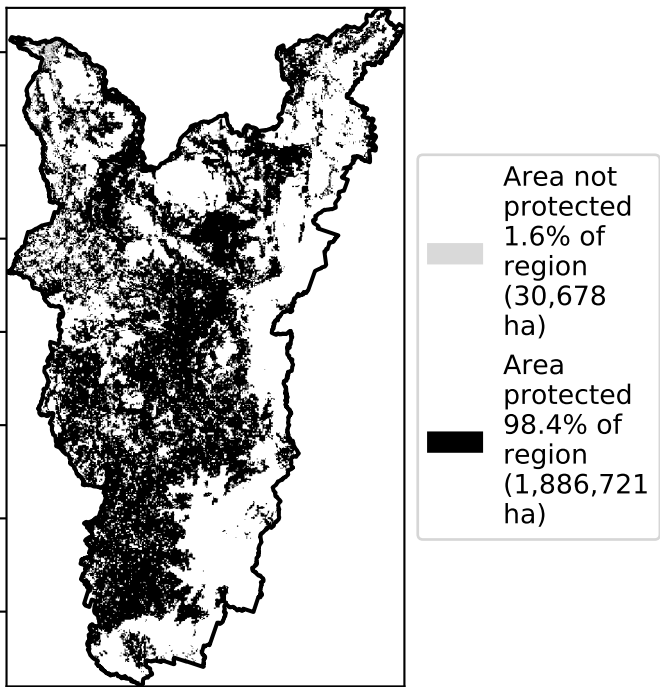 Area not
protected
1.6% of
region
(30,678
ha)
Area
protected
98.4% of
region
(1,886,721
ha)